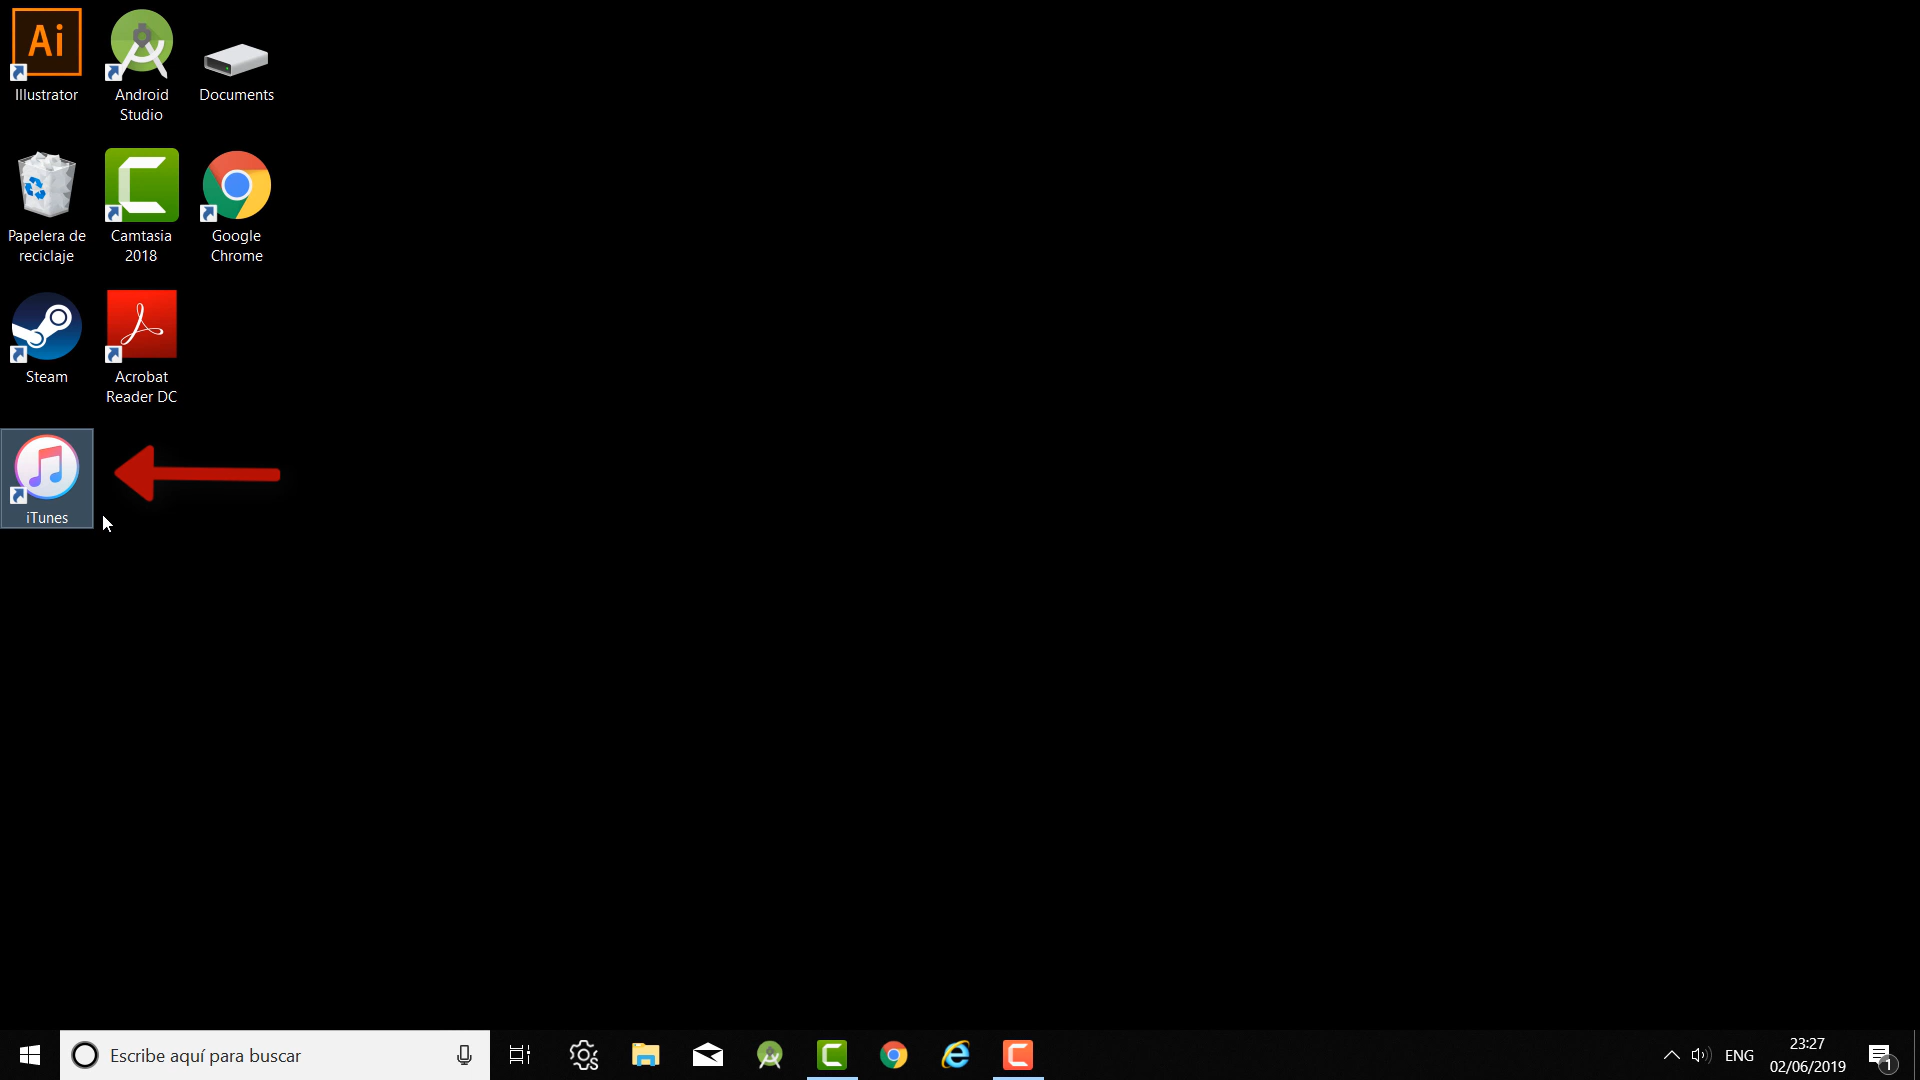 Ai
Illustrator
Android
Studio
Documents
Papelera de
reciclaje
Camtasia
2018
Google
Chrome
Steam
Acrobat
Reader DC
iTunes
Escribe aquí para buscar
ENG
23:27
02/06/2019
1